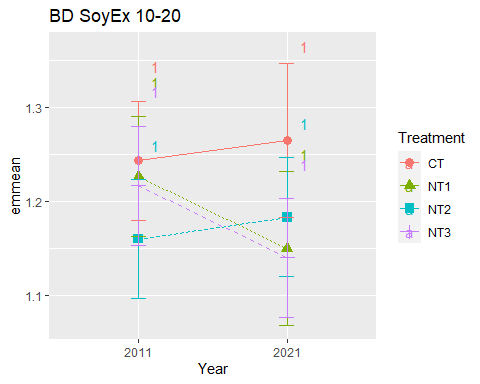 BD SoyEx 10-20
1
1
1
1
1
1
1
1
1.3
1.2
1.1
emmean
2011
2021
Year
Treatment
a CT
a NT1
a NT2
a NT3